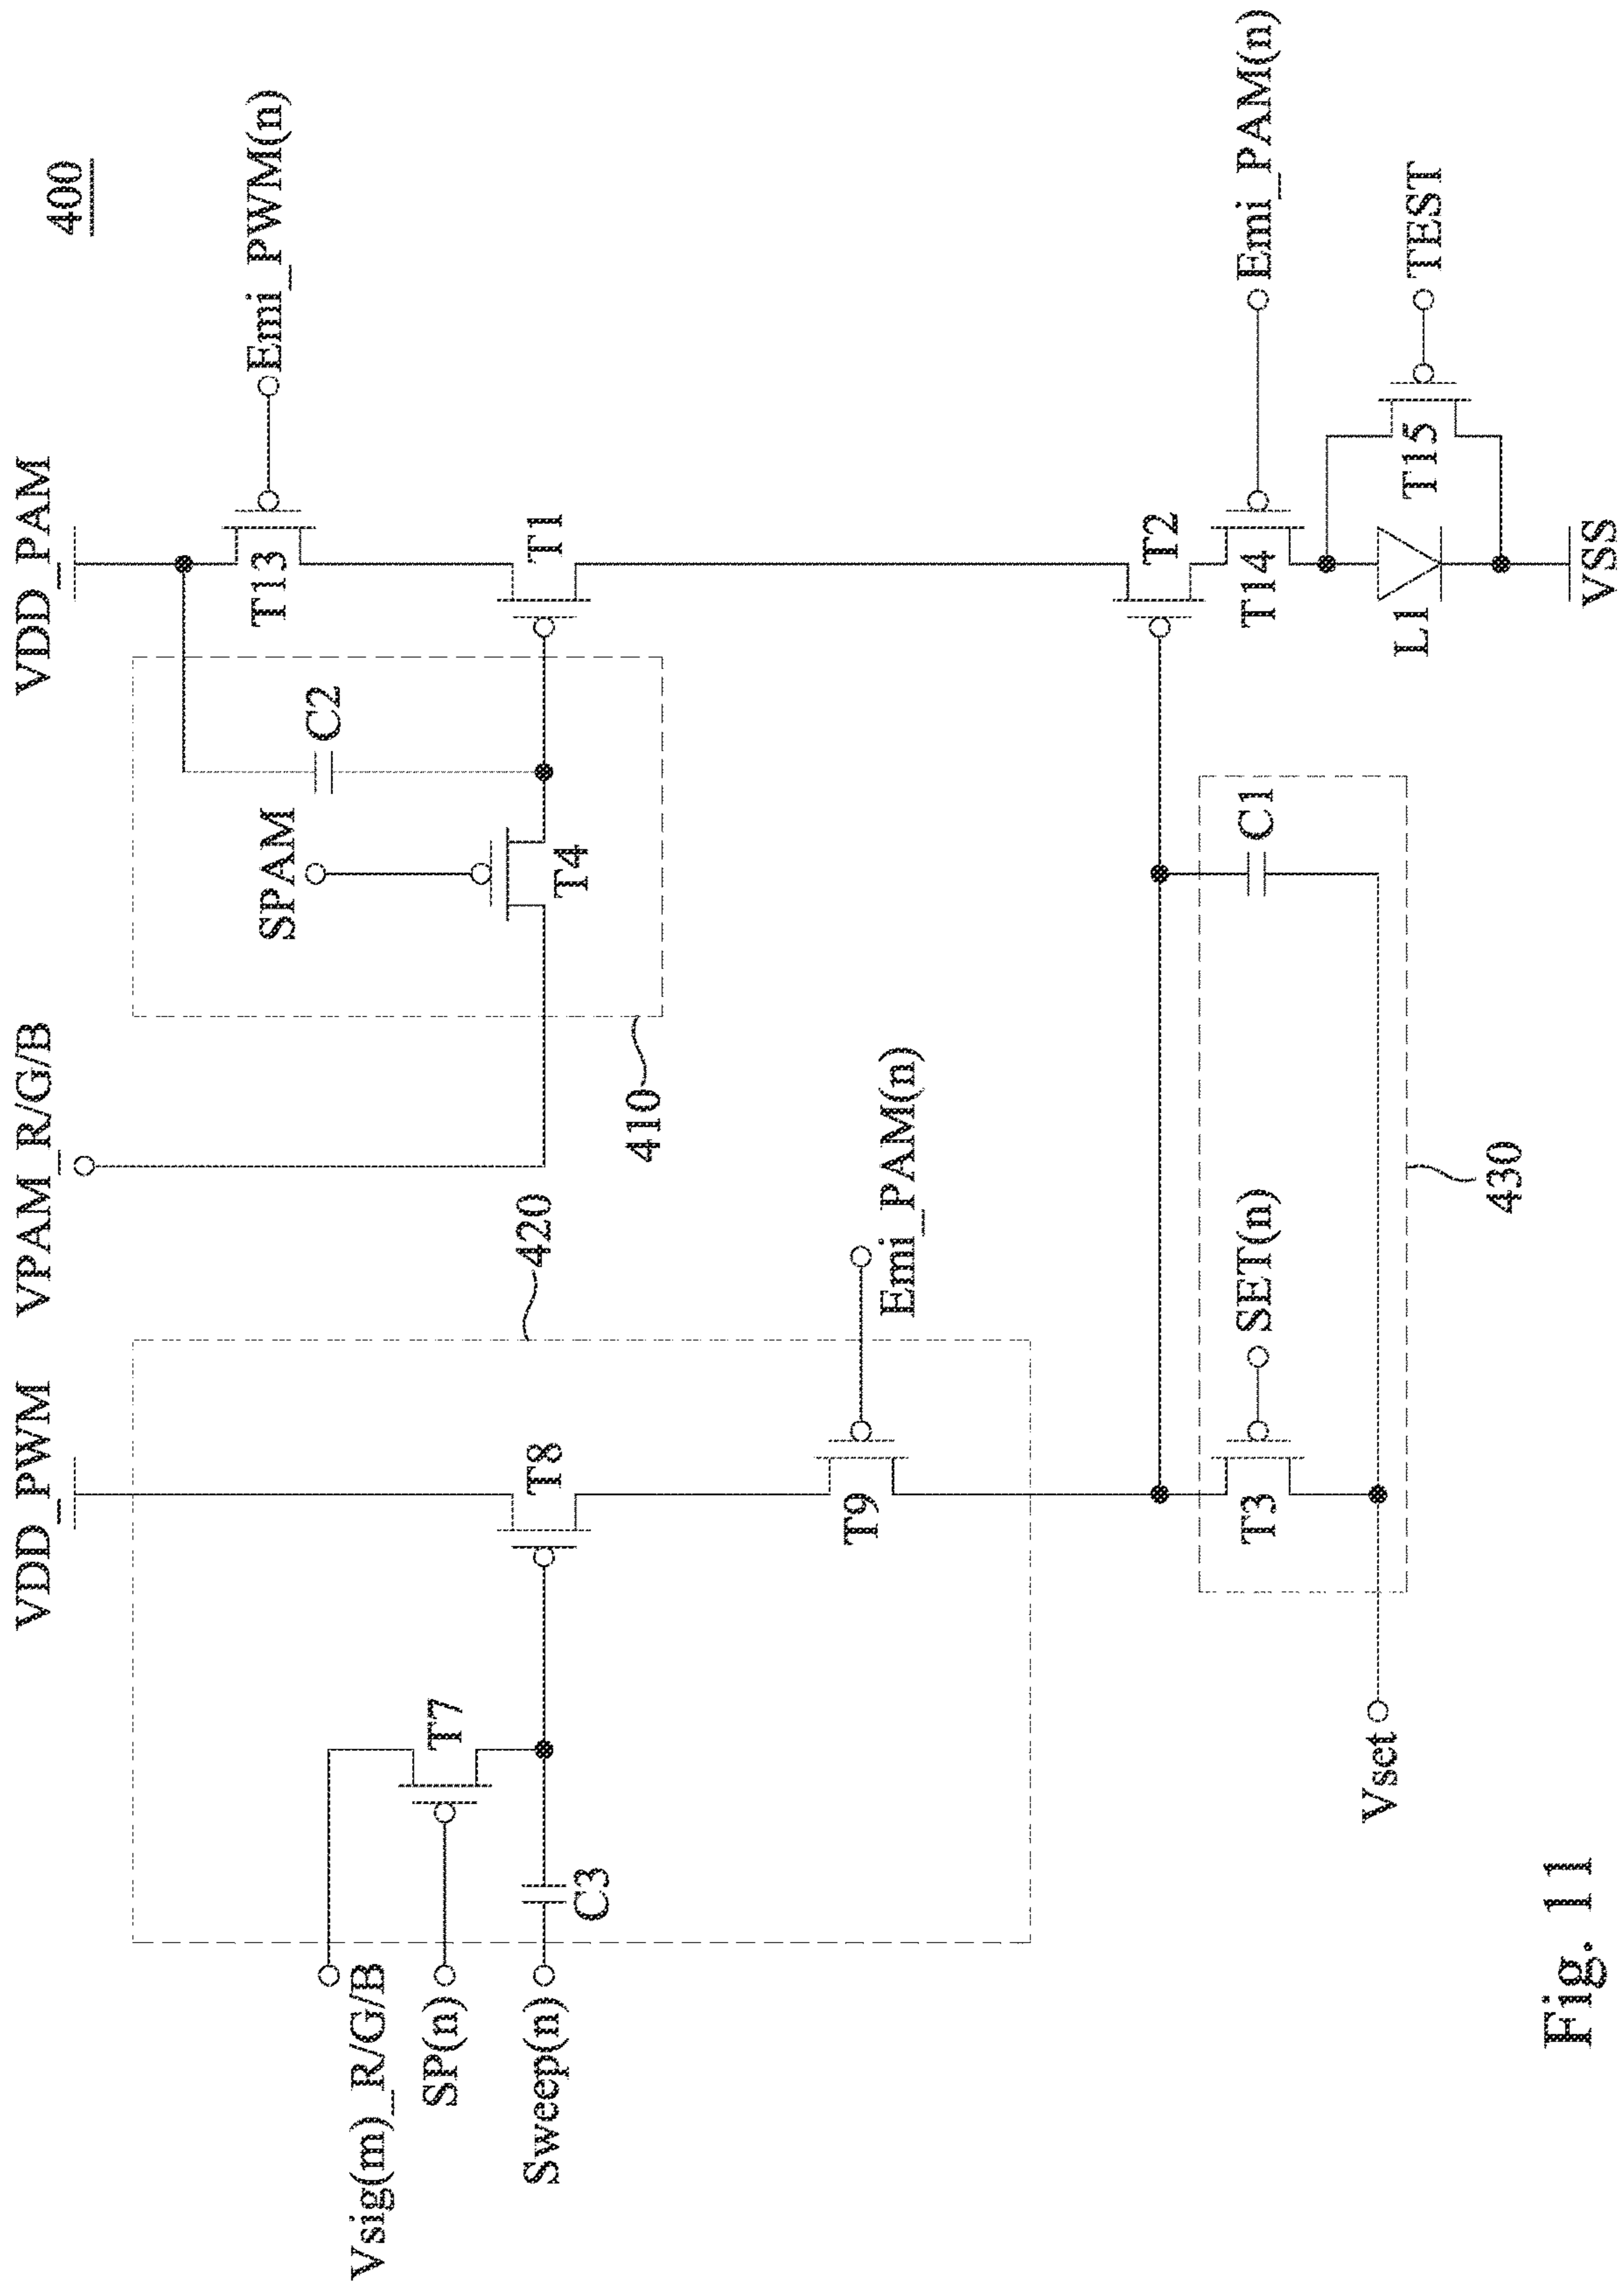 400
VDD_PWM
VPAM_R/G/B
VDD_PAM
Emi_PWM(n)
T13
SPAM
C2
T4
T1
410
420
Vsig(m)_R/G/B
SP(n)
T7
Sweep(n)
C3
T8
T9
Emi_PAM(n)
T2
Emi_PAM(n)
T14
T3
SET(n)
C1
430
Vset
L1
T15
TEST
VSS
Fig. 11